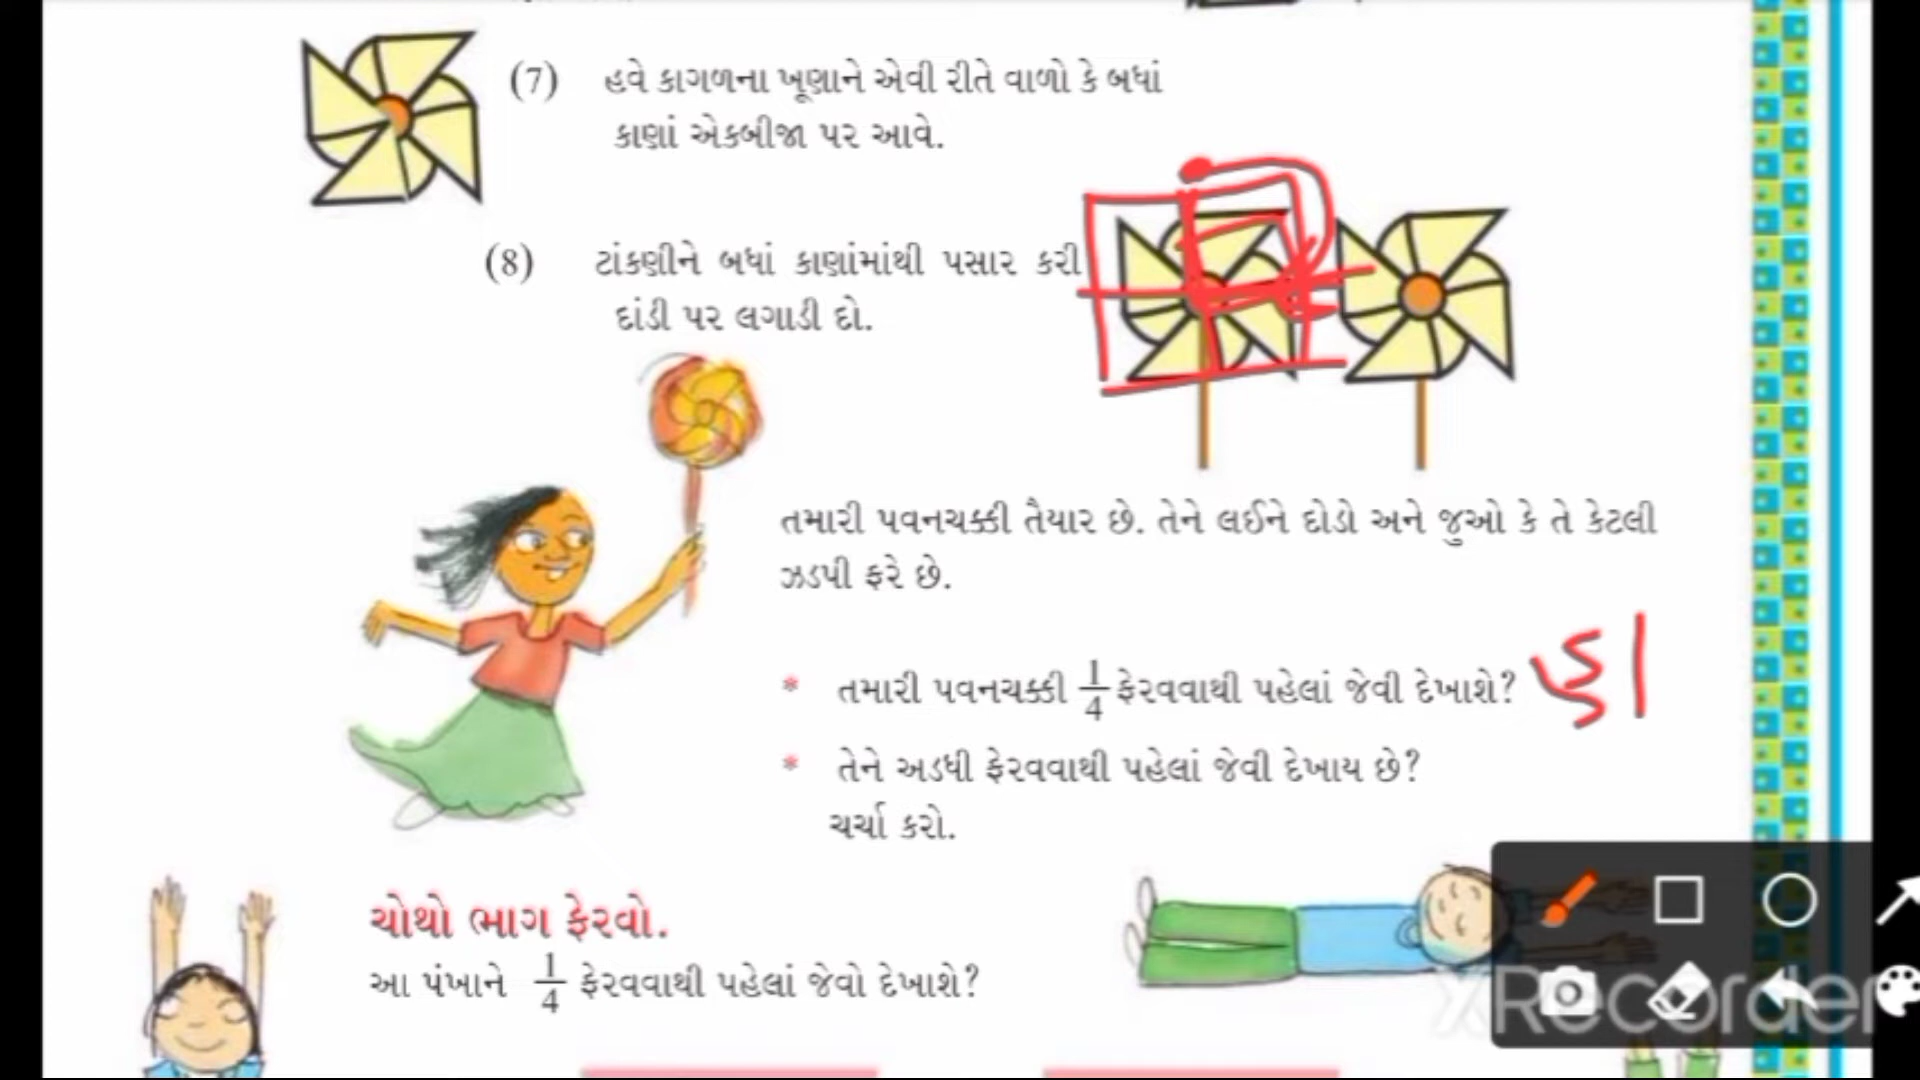 (7) હવે કાગળના ખૂણાને એવી રીતે વાળો કે બધાં
કાણાં એકબીજા પર આવે.
(8) ટાંકણીને બધાં કાણાંમાંથી પસાર કરી
દાંડી પર લગાડી દો.
તમારી પવનચક્કી તૈયાર છે. તેને લઈને દોડો અને જુઓ કે તે કેટલી
ઝડપી ફરે છે.
* તમારી પવનચક્કી 1/4 ફેરવવાથી પહેલાં જેવી દેખાશે? હા
* તેને અડધી ફેરવવાથી પહેલાં જેવી દેખાય છે?
ચર્ચા કરો.
ચોથો ભાગ ફેરવો.
આ પંખાને 1/4 ફેરવવાથી પહેલાં જેવો દેખાશે?
XRecorder